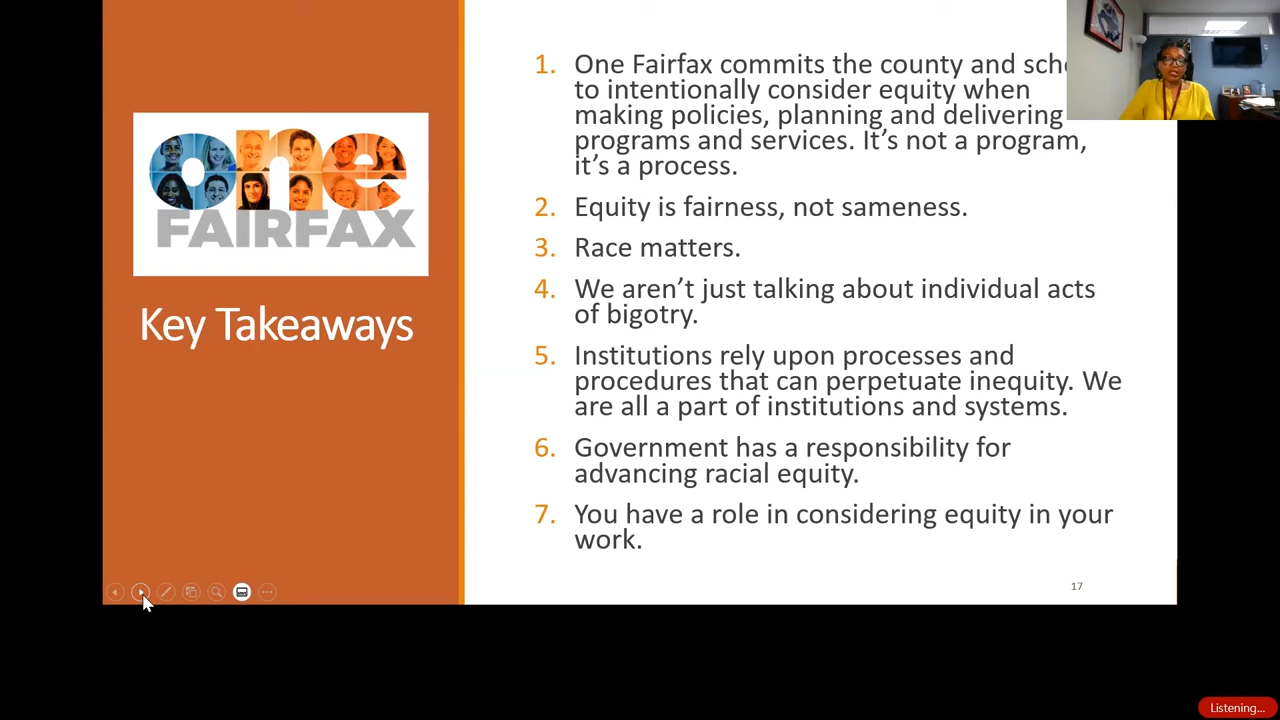 one
FAIRFAX
Key Takeaways
1. One Fairfax commits the county and
to intentionally consider equity when
making policies, planning and delivering
programs and services. It’s not a program,
it’s a process.
2. Equity is fairness, not sameness.
3. Race matters.
4. We aren’t just talking about individual acts
of bigotry.
5. Institutions rely upon processes and
procedures that can perpetuate inequity. We
are all a part of institutions and systems.
6. Government has a responsibility for
advancing racial equity.
7. You have a role in considering equity in your
work.
17
Listening...